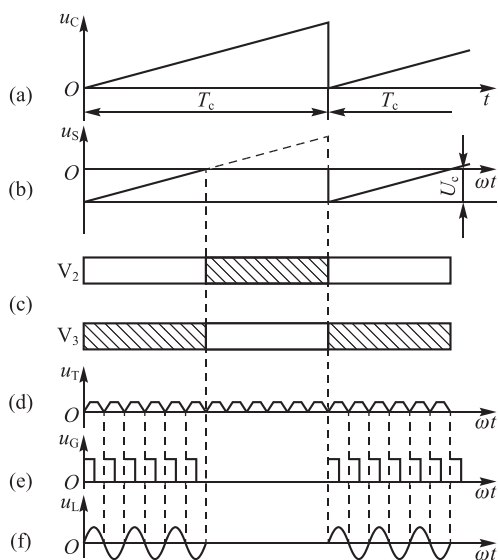 u_C
(a)
O
t
T_c
T_c
u_S
(b)
O
ωt
U_c
V_2
(c)
V_3
u_T
(d)
O
ωt
u_G
(e)
O
ωt
u_L
(f)
O
ωt